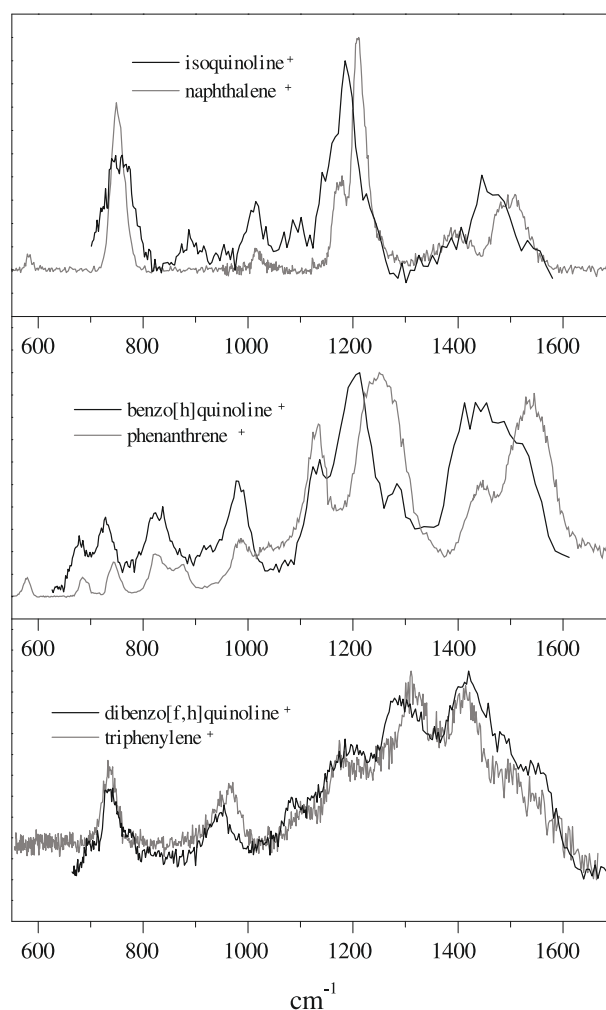 isoquinoline +
naphthalene +
600 800 1000 1200 1400 1600
benzo[h]quinoline +
phenanthrene +
600 800 1000 1200 1400 1600
dibenzo[f,h]quinoline +
triphenylene +
600 800 1000 1200 1400 1600
cm-1